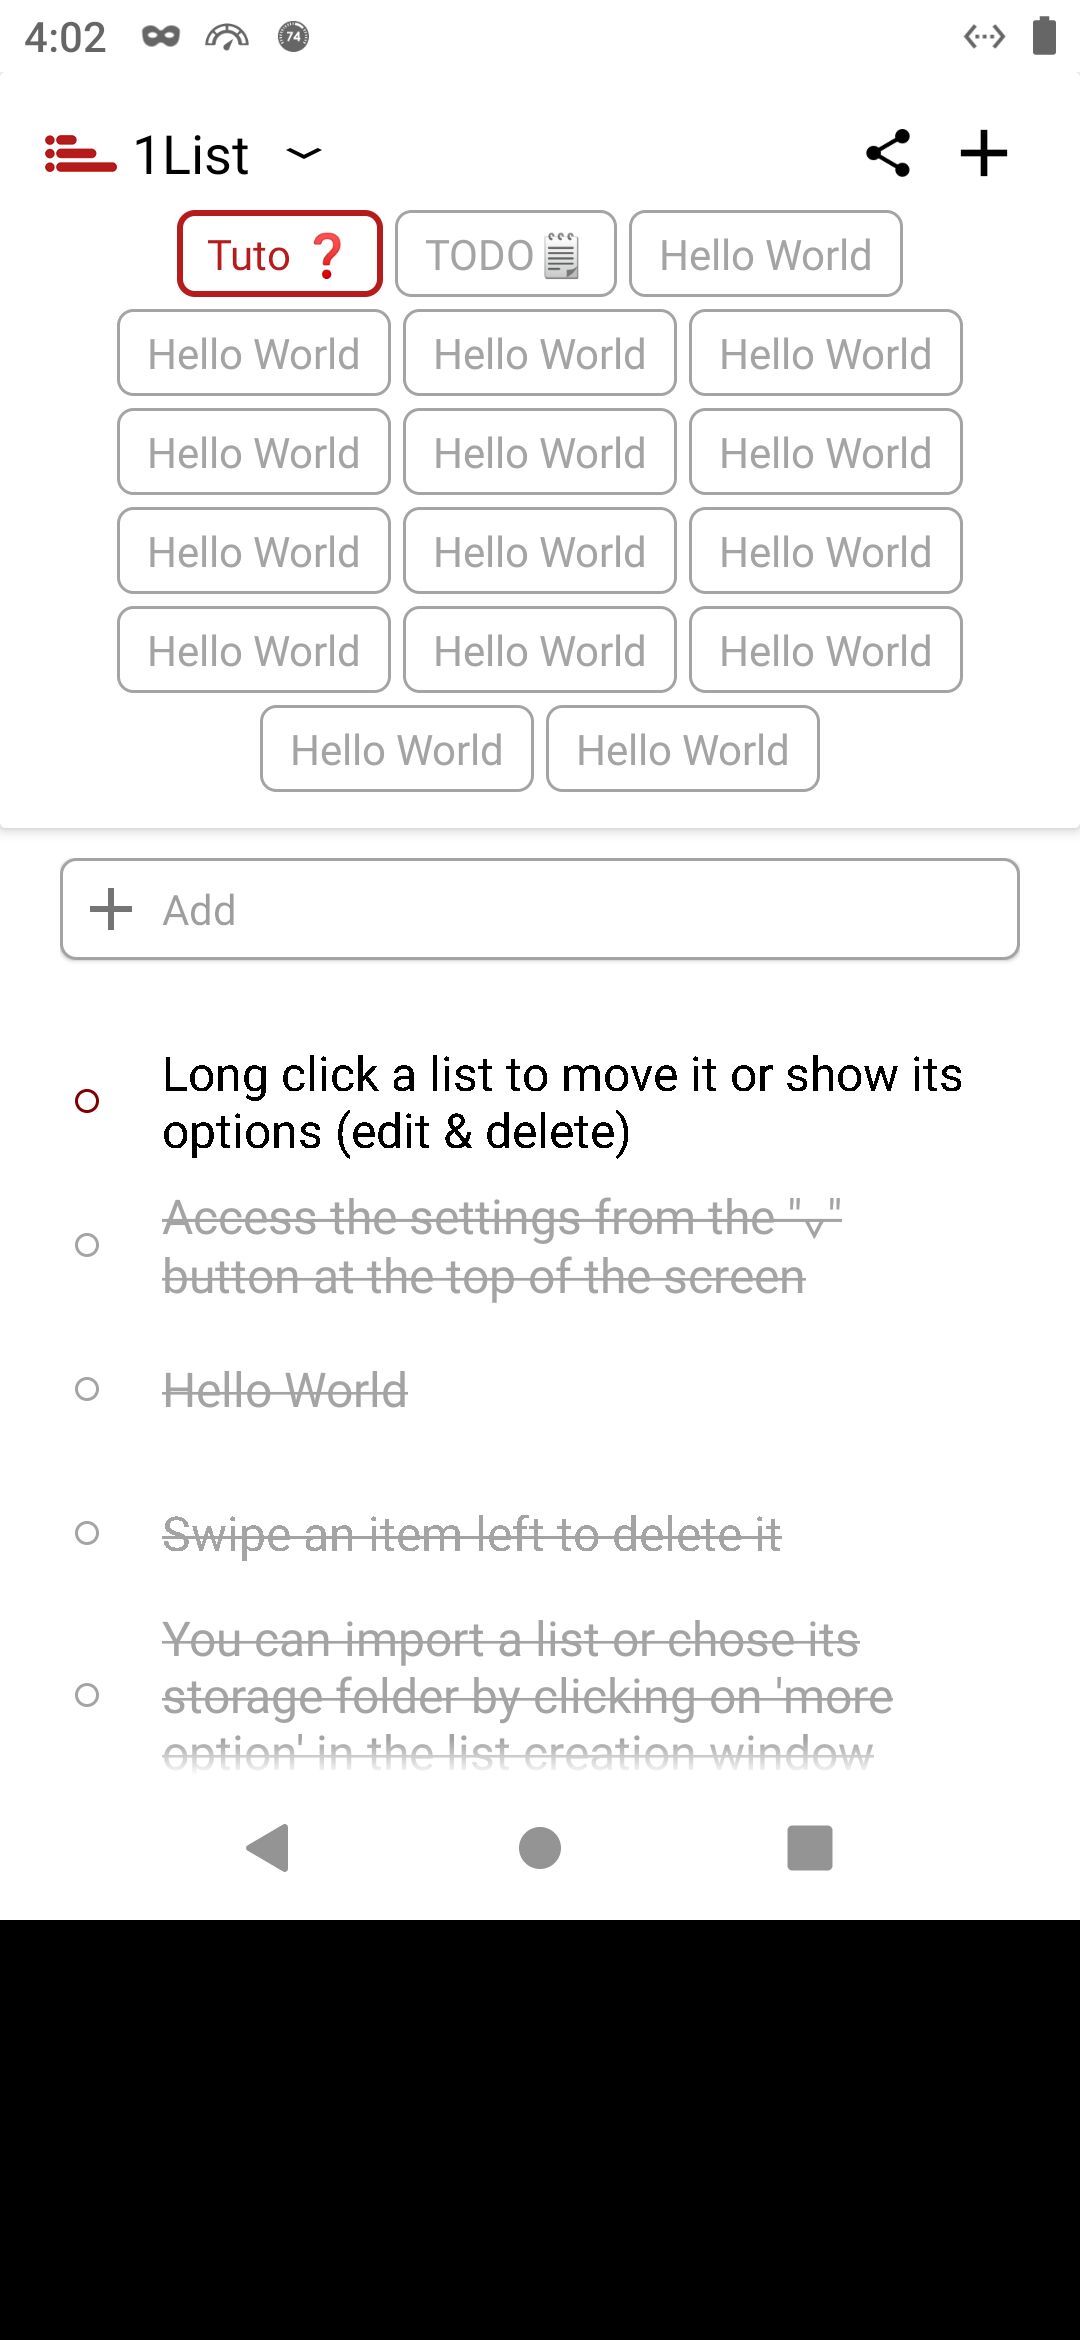 4:02 74
1List
Tuto ❓ TODO🗒 Hello World
Hello World Hello World Hello World
Hello World Hello World Hello World
Hello World Hello World Hello World
Hello World Hello World Hello World
Hello World Hello World
Add
Long click a list to move it or show its
options (edit & delete)
Access the settings from the "⌄"
button at the top of the screen
Hello World
Swipe an item left to delete it
You can import a list or chose its
storage folder by clicking on 'more
option' in the list creation window